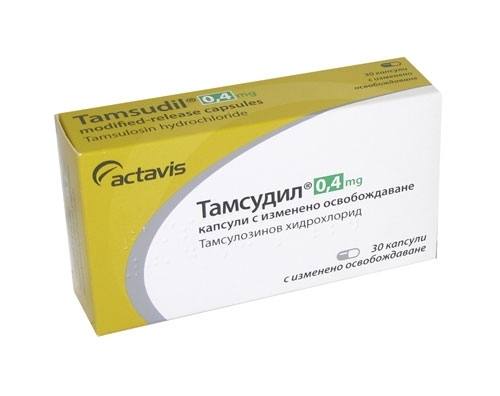 Tamsudil® 0,4 mg
modified-release capsules
Tamsulosin hydrochloride
30 капсули
с изменено
освобождаване
actavis
Тамсудил® 0,4 mg
капсули с изменено освобождаване
Тамсулозинов хидрохлорид
30 капсули
с изменено освобождаване